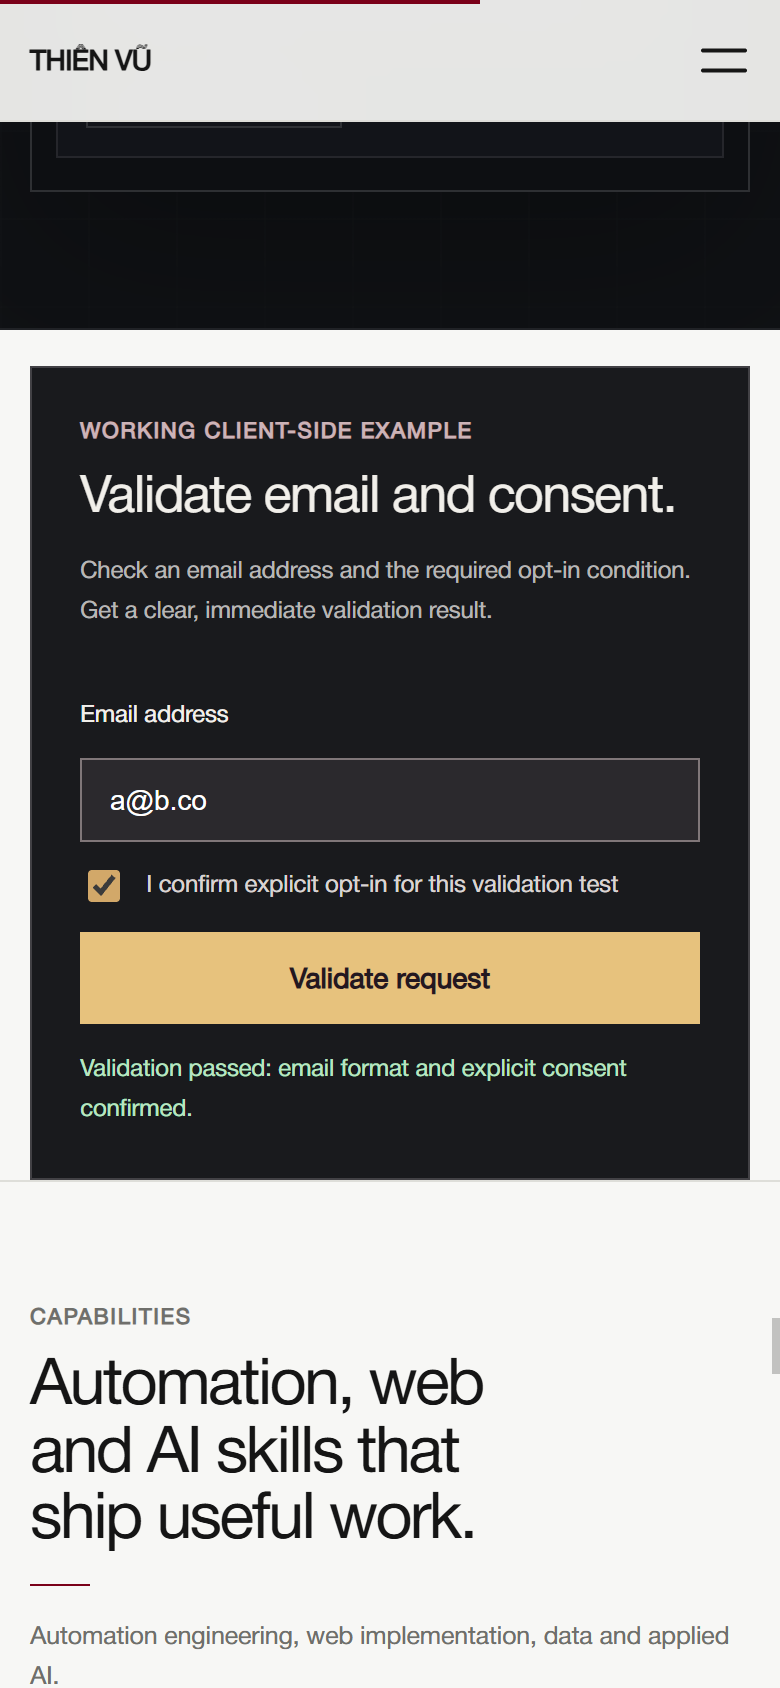 THIÊN VŨ
WORKING CLIENT-SIDE EXAMPLE
Validate email and consent.
Check an email address and the required opt-in condition.
Get a clear, immediate validation result.
Email address
a@b.co
I confirm explicit opt-in for this validation test
Validate request
Validation passed: email format and explicit consent
confirmed.
CAPABILITIES
Automation, web
and AI skills that
ship useful work.
Automation engineering, web implementation, data and applied
AI.